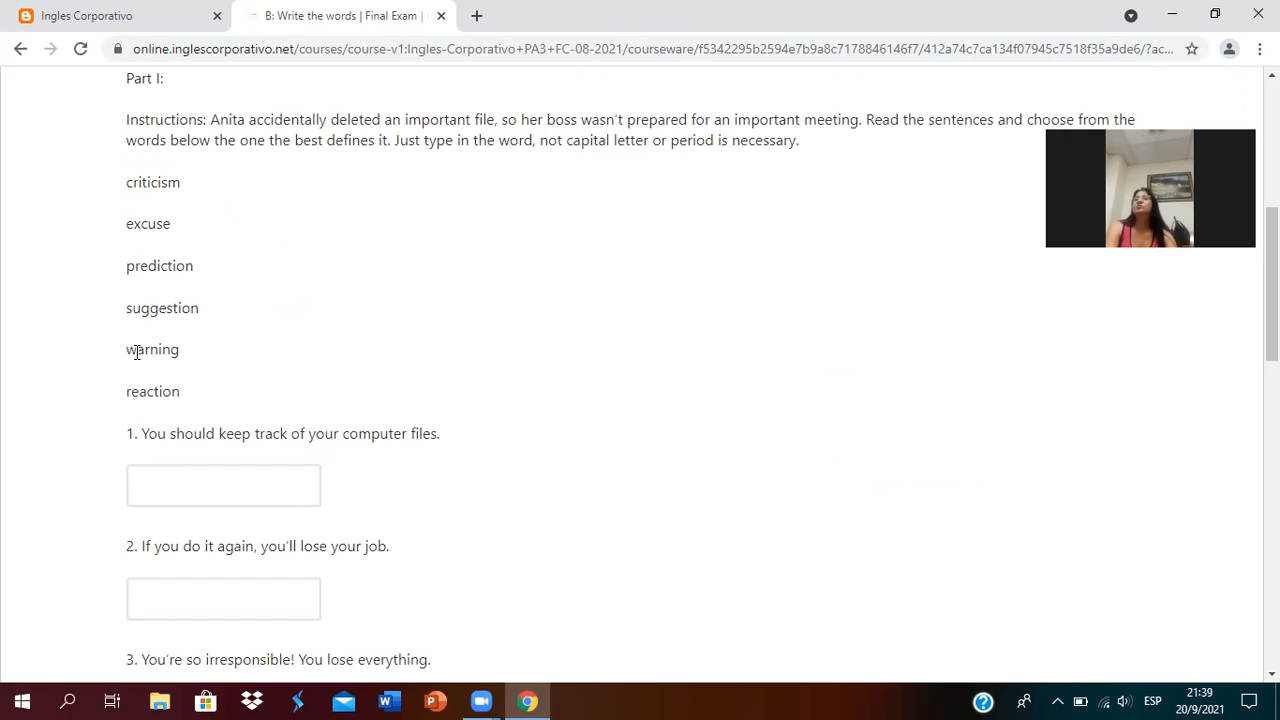 Ingles Corporativo
B: Write the words | Final Exam |
online.inglescorporativo.net/courses/course-v1:Ingles-Corporativo+PA3+FC-08-2021/courseware/f5342295b2594e7b9a8c7178846146f7/412a74c7ca134f07945c7518f35a9de6/?ac...
Part I:
Instructions: Anita accidentally deleted an important file, so her boss wasn't prepared for an important meeting. Read the sentences and choose from the
words below the one the best defines it. Just type in the word, not capital letter or period is necessary.
criticism
excuse
prediction
suggestion
warning
reaction
1. You should keep track of your computer files.
2. If you do it again, you'll lose your job.
3. You're so irresponsible! You lose everything.
ESP
21:39
20/9/2021